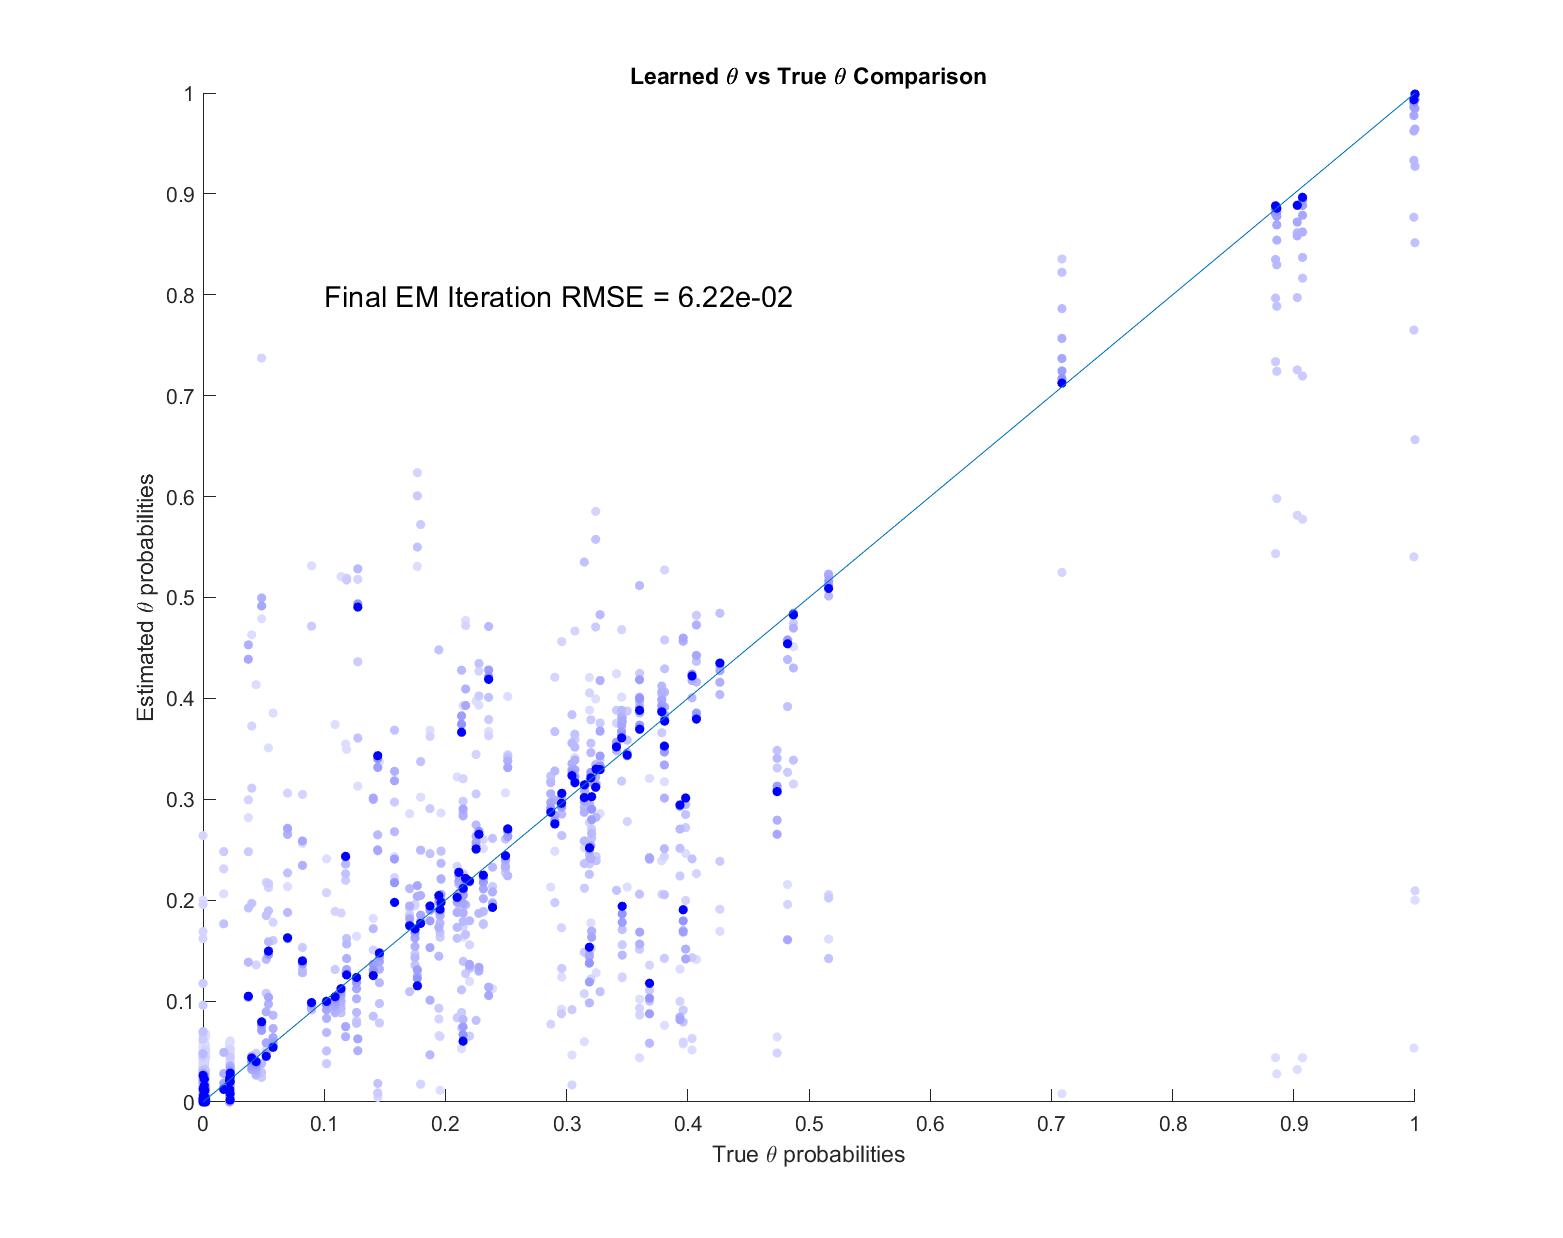 Learned θ vs True θ Comparison
1
0.9
Final EM Iteration RMSE = 6.22e-02
0.8
0.7
0.6
0.5
0.4
0.3
0.2
0.1
0
Estimated θ probabilities
0 0.1 0.2 0.3 0.4 0.5 0.6 0.7 0.8 0.9 1
True θ probabilities